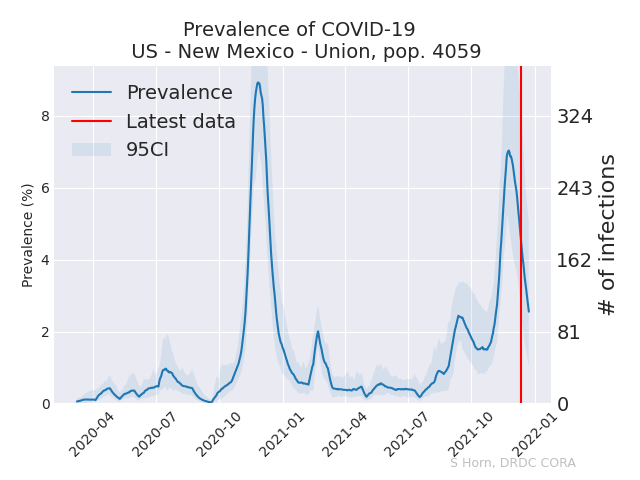 Prevalence of COVID-19
US - New Mexico - Union, pop. 4059
Prevalence
Latest data
95CI
Prevalence (%)
8
6
4
2
0
324
243
162
81
0
# of infections
2020-04
2020-07
2020-10
2021-01
2021-04
2021-07
2021-10
2022-01
S Horn, DRDC CORA